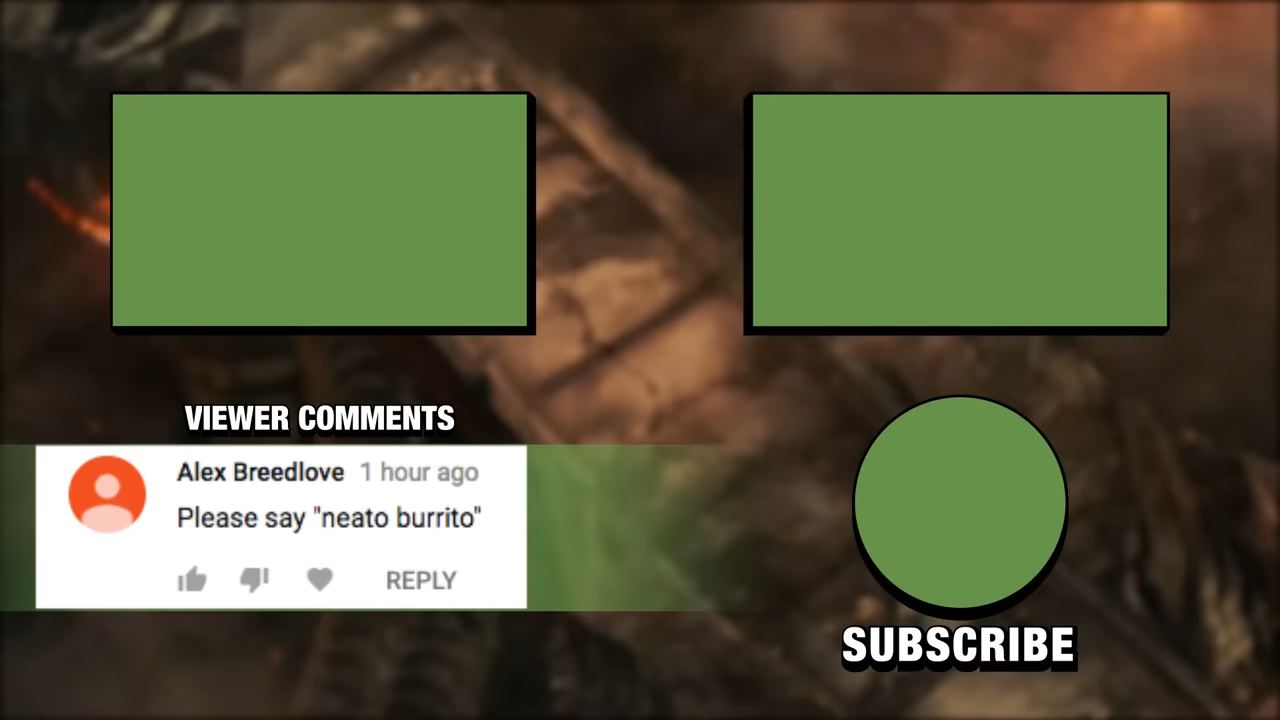 VIEWER COMMENTS
Alex Breedlove 1 hour ago
Please say "neato burrito"
REPLY
SUBSCRIBE